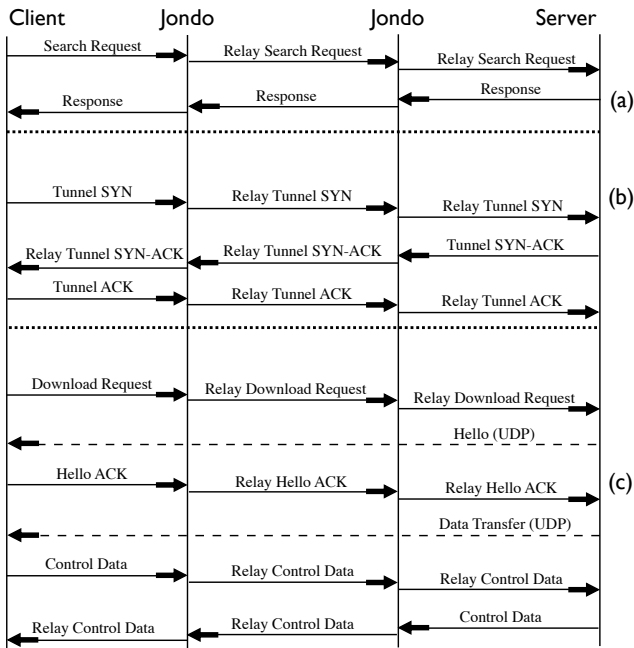 Client Jondo Jondo Server
Search Request
Relay Search Request
Relay Search Request
Response
Response
Response
(a)
Tunnel SYN
Relay Tunnel SYN
Relay Tunnel SYN
(b)
Tunnel SYN-ACK
Relay Tunnel SYN-ACK
Relay Tunnel SYN-ACK
Tunnel ACK
Relay Tunnel ACK
Relay Tunnel ACK
Download Request
Relay Download Request
Relay Download Request
Hello (UDP)
Hello ACK
Relay Hello ACK
Relay Hello ACK
(c)
Data Transfer (UDP)
Control Data
Relay Control Data
Relay Control Data
Control Data
Relay Control Data
Relay Control Data